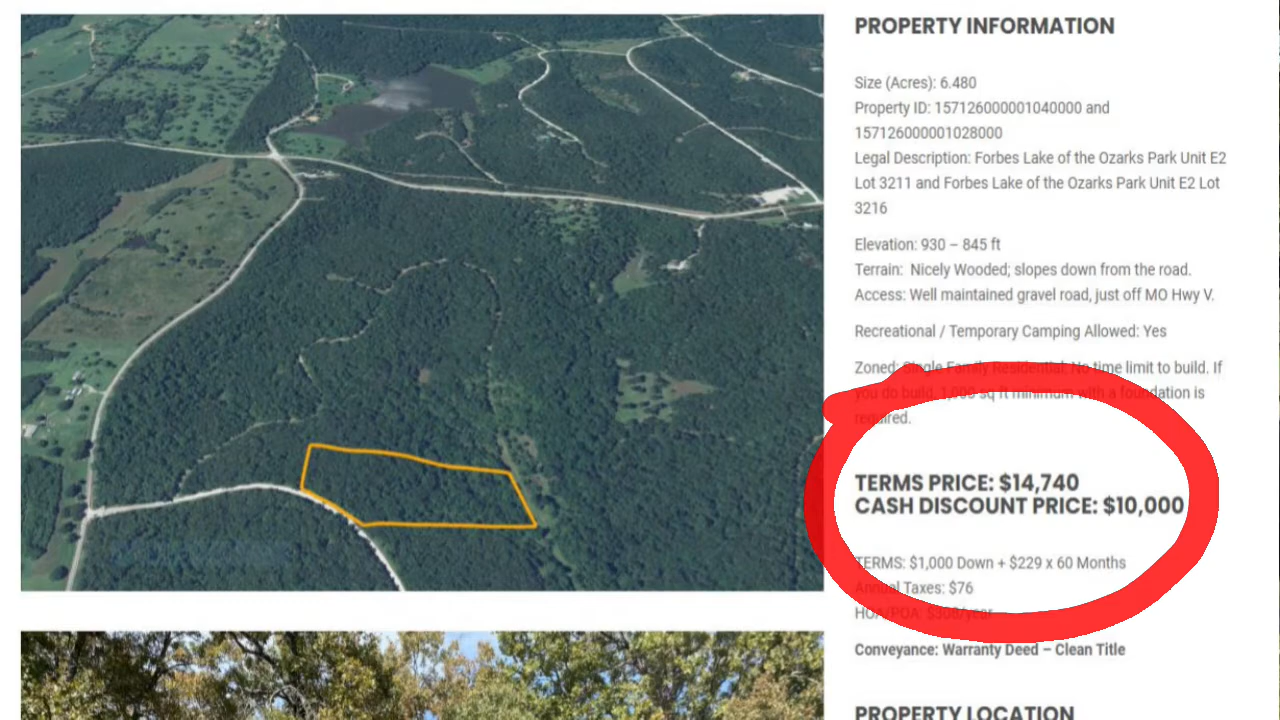 PROPERTY INFORMATION
Size (Acres): 6.480
Property ID: 157126000001040000 and
157126000001028000
Legal Description: Forbes Lake of the Ozarks Park Unit E2
Lot 3211 and Forbes Lake of the Ozarks Park Unit E2 Lot
3216
Elevation: 930 – 845 ft
Terrain: Nicely Wooded; slopes down from the road.
Access: Well maintained gravel road, just off MO Hwy V.
Recreational / Temporary Camping Allowed: Yes
Zoned: Single Family Residential: No time limit to build. If
you do build, 1,000 sq ft minimum with a foundation is
required.
TERMS PRICE: $14,740
CASH DISCOUNT PRICE: $10,000
TERMS: $1,000 Down + $229 x 60 Months
Annual Taxes: $76
HOA/POA: $308/year
Conveyance: Warranty Deed – Clean Title
PROPERTY LOCATION